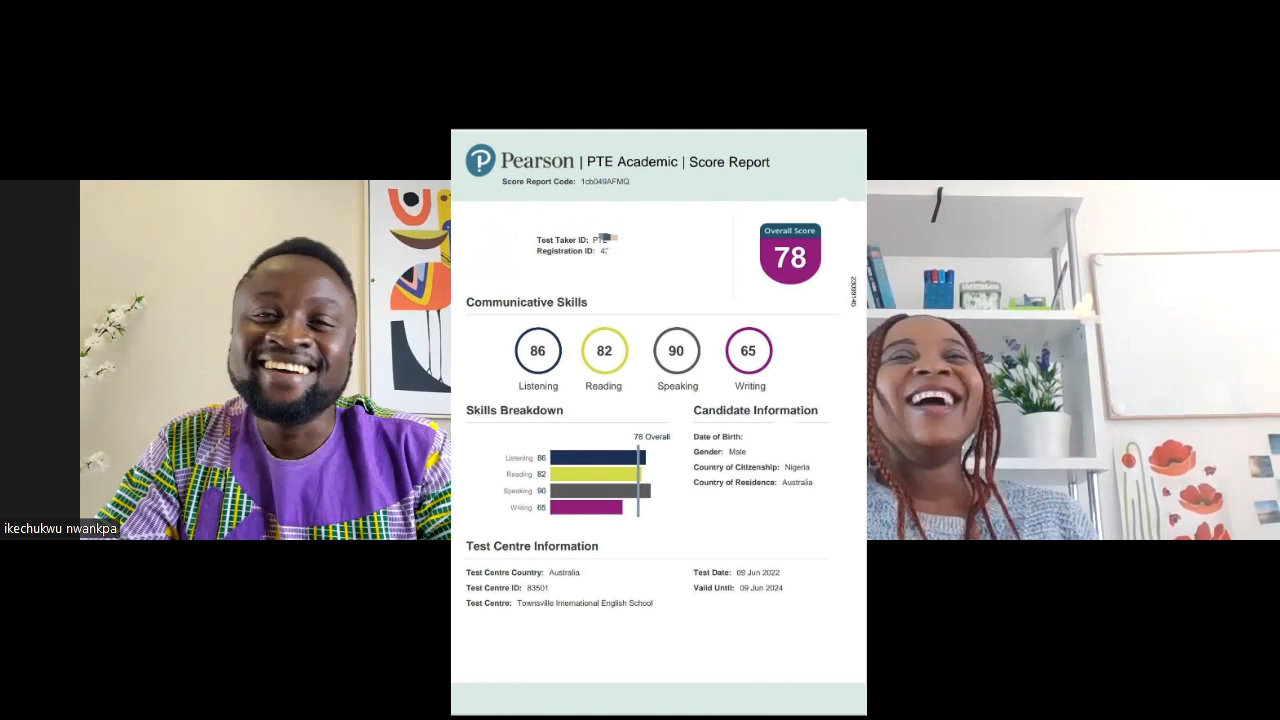 Pearson | PTE Academic | Score Report
Score Report Code: 1cb049AFMQ
Test Taker ID: PTE
Registration ID: 42
Overall Score
78
Communicative Skills
86 82 90 65
Listening Reading Speaking Writing
Skills Breakdown
78 Overall
Listening 86
Reading 82
Speaking 90
Writing 65
Candidate Information
Date of Birth:
Gender: Male
Country of Citizenship: Nigeria
Country of Residence: Australia
Test Centre Information
Test Centre Country: Australia
Test Centre ID: 83501
Test Centre: Townsville International English School
Test Date: 09 Jun 2022
Valid Until: 09 Jun 2024
ikechukwu nwankpa